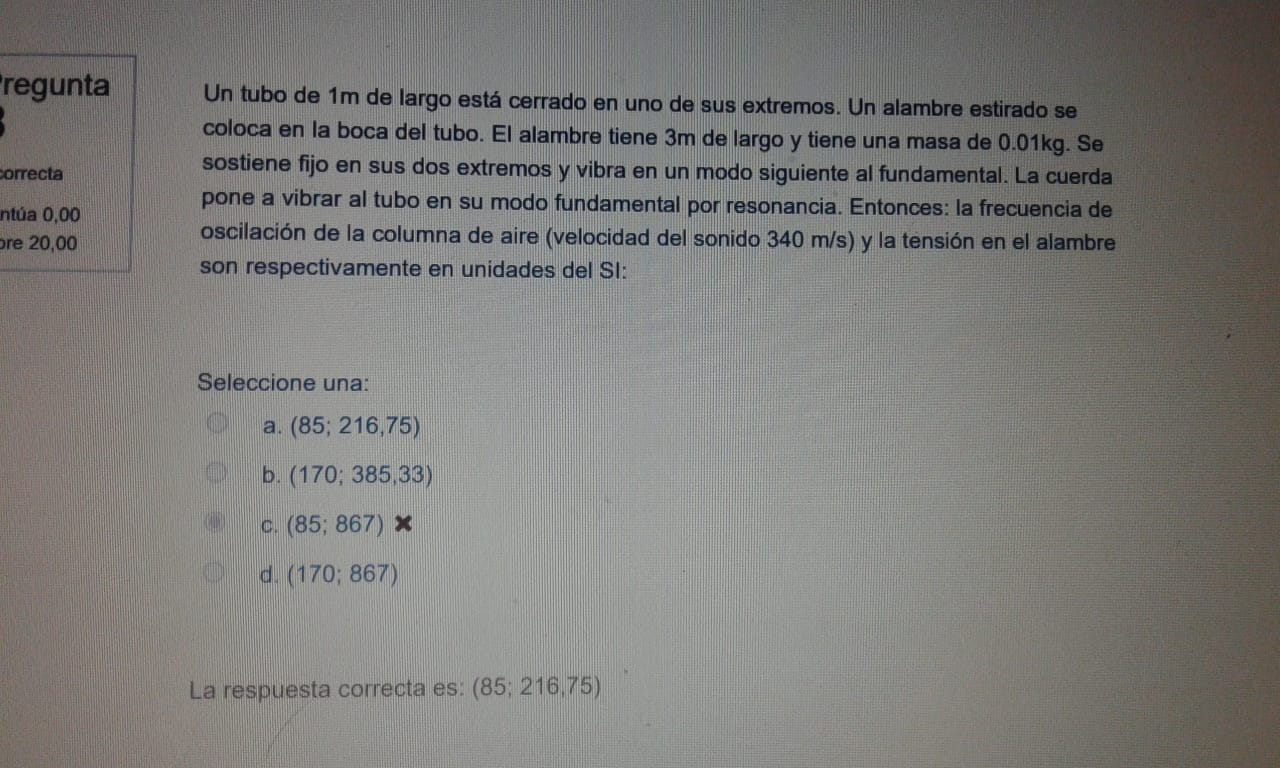 Pregunta
3
correcta
ntúa 0,00
bre 20,00
Un tubo de 1m de largo está cerrado en uno de sus extremos. Un alambre estirado se
coloca en la boca del tubo. El alambre tiene 3m de largo y tiene una masa de 0.01kg. Se
sostiene fijo en sus dos extremos y vibra en un modo siguiente al fundamental. La cuerda
pone a vibrar al tubo en su modo fundamental por resonancia. Entonces: la frecuencia de
oscilación de la columna de aire (velocidad del sonido 340 m/s) y la tensión en el alambre
son respectivamente en unidades del SI:
Seleccione una:
a. (85; 216,75)
b. (170; 385,33)
c. (85; 867) ✖
d. (170; 867)
La respuesta correcta es: (85; 216,75)